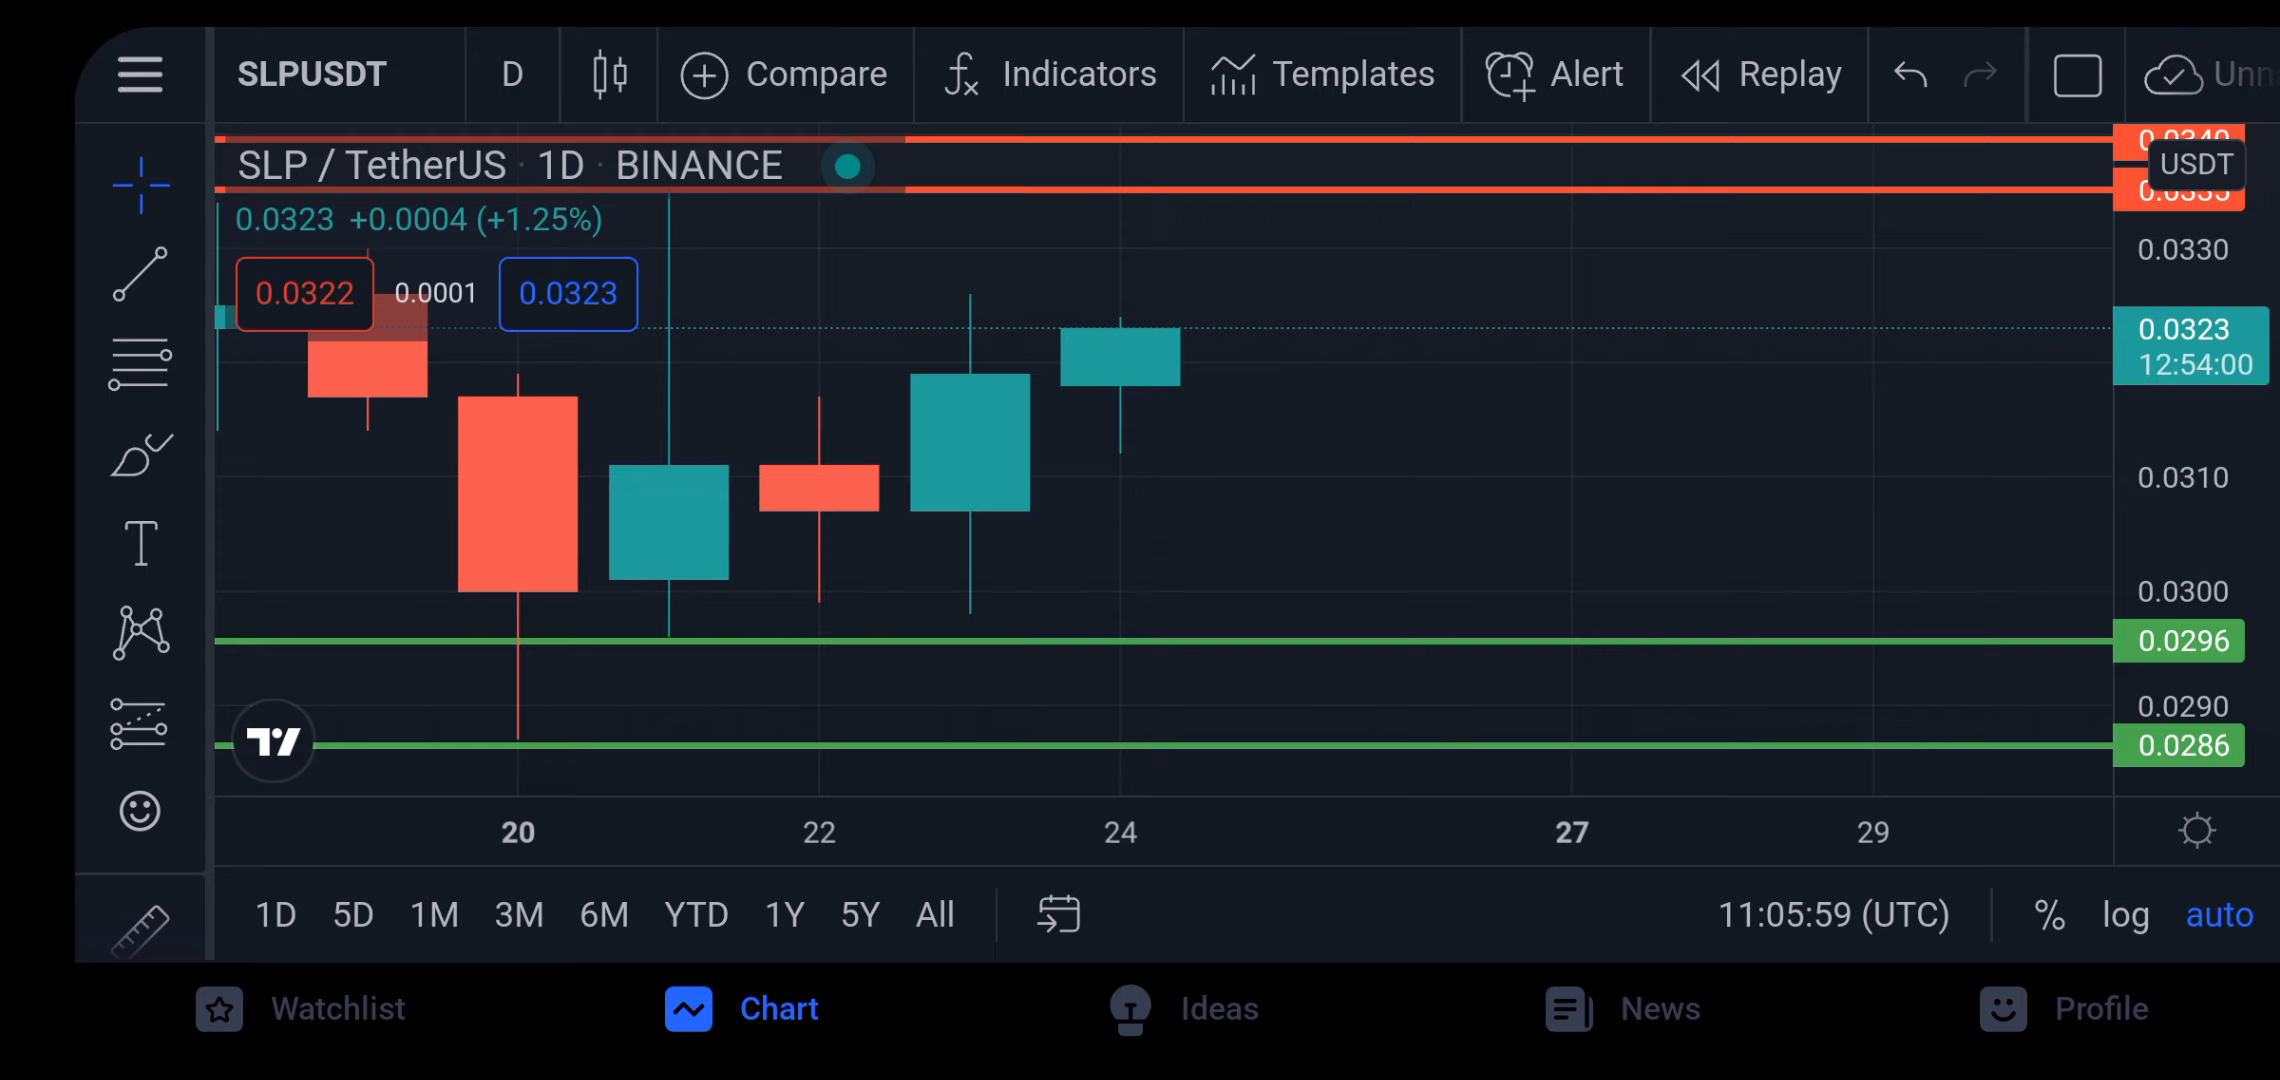 SLPUSDT D Compare Indicators Templates Alert Replay
SLP / TetherUS · 1D · BINANCE
USDT
0.0335
0.0323 +0.0004 (+1.25%)
0.0330
0.0322 0.0001 0.0323
0.0323
12:54:00
0.0310
0.0300
0.0296
0.0290
0.0286
20 22 24 27 29
1D 5D 1M 3M 6M YTD 1Y 5Y All 11:05:59 (UTC) % log auto
Watchlist Chart Ideas News Profile